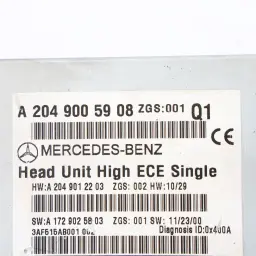 A 204 900 59 08 ZGS:001 Q1
MERCEDES-BENZ CE
Head Unit High ECE Single
HW:A 204 901 22 03 ZGS: 002 HW:10/29
SW:A 172 902 58 03 ZGS: 001 SW: 11/23/00
3AF616AB001 002 Diagnosis ID:0x400A